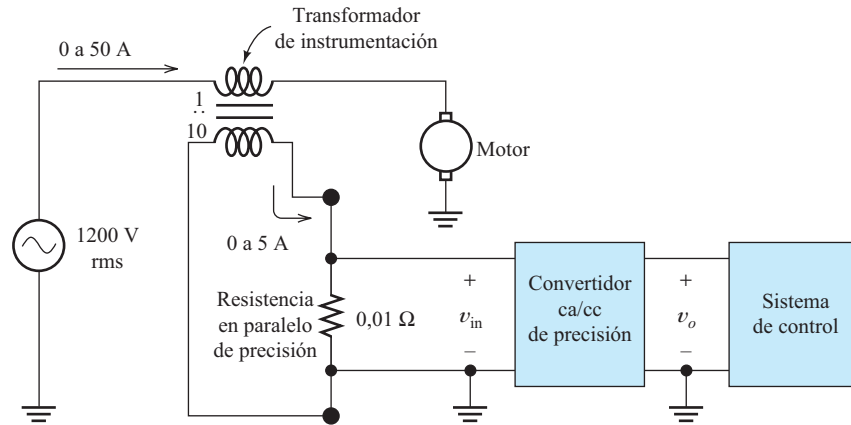 Transformador
de instrumentación
0 a 50 A
1
:
10
Motor
0 a 5 A
1200 V
rms
Resistencia
en paralelo
de precisión
0,01 Ω
+
v_in
–
Convertidor
ca/cc
de precisión
+
v_o
–
Sistema
de control